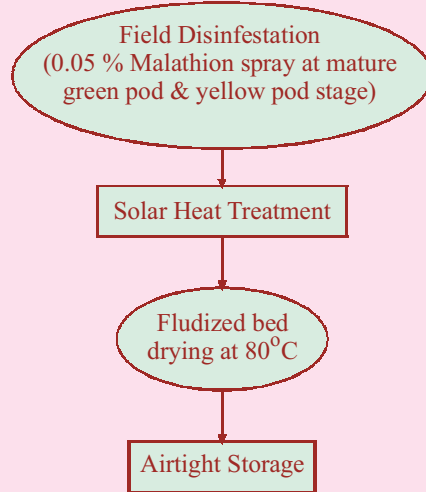 Field Disinfestation
(0.05 % Malathion spray at mature
green pod & yellow pod stage)
Solar Heat Treatment
Fludized bed
drying at 80°C
Airtight Storage